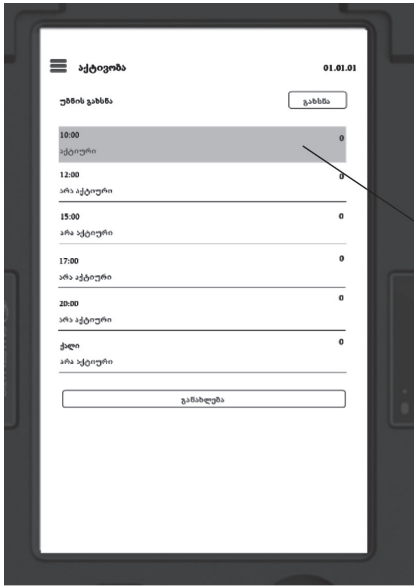 აქტივობა 01.01.01
უბნის გახსნა გახსნა
10:00 0
აქტიური
12:00 0
არა აქტიური
15:00 0
არა აქტიური
17:00 0
არა აქტიური
20:00 0
არა აქტიური
ქალი 0
არა აქტიური
განახლება